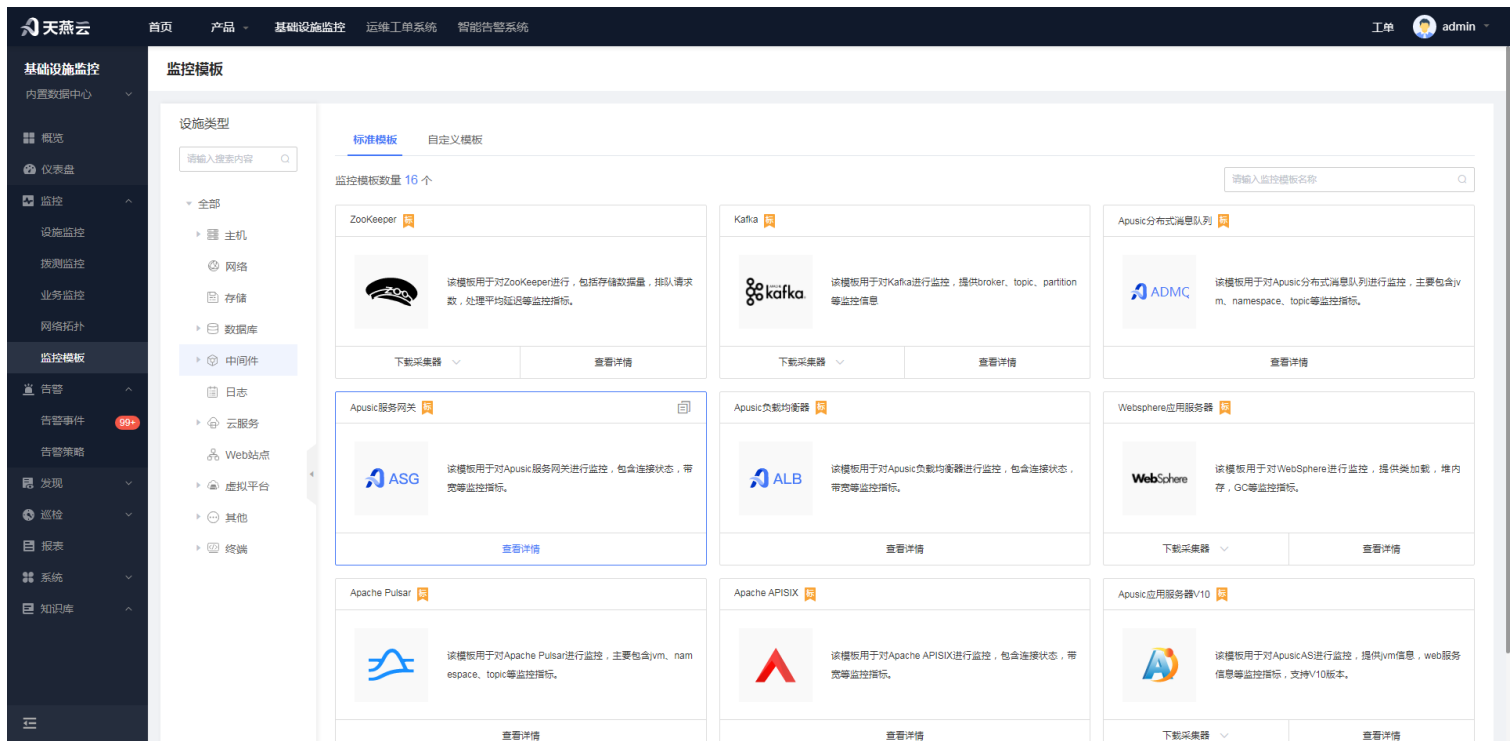 天燕云
首页
产品
基础设施监控
运维工单系统
智能告警系统
工单
admin
基础设施监控
内置数据中心
概览
仪表盘
监控
设施监控
拨测监控
业务监控
网络拓扑
监控模板
告警
告警事件
99+
告警策略
发现
巡检
报表
系统
知识库
监控模板
设施类型
请输入搜索内容
全部
主机
网络
存储
数据库
中间件
日志
云服务
Web站点
虚拟平台
其他
终端
标准模板
自定义模板
监控模板数量 16 个
请输入监控模板名称
ZooKeeper 标
ZOO
该模板用于对ZooKeeper进行，包括存储数据量，排队请求
数，处理平均延迟等监控指标。
下载采集器
查看详情
Kafka 标
kafka.
该模板用于对Kafka进行监控，提供broker、topic、partition
等监控信息
下载采集器
查看详情
Apusic分布式消息队列 标
ADMQ
该模板用于对Apusic分布式消息队列进行监控，主要包含jv
m、namespace、topic等监控指标。
查看详情
Apusic服务网关 标
ASG
该模板用于对Apusic服务网关进行监控，包含连接状态，带
宽等监控指标。
查看详情
Apusic负载均衡器 标
ALB
该模板用于对Apusic负载均衡器进行监控，包含连接状态，
带宽等监控指标。
查看详情
Websphere应用服务器 标
WebSphere
该模板用于对WebSphere进行监控，提供类加载，堆内
存，GC等监控指标。
下载采集器
查看详情
Apache Pulsar 标
该模板用于对Apache Pulsar进行监控，主要包含jvm、nam
espace、topic等监控指标。
查看详情
Apache APISIX 标
该模板用于对Apache APISIX进行监控，包含连接状态，带
宽等监控指标。
查看详情
Apusic应用服务器V10 标
该模板用于对ApusicAS进行监控，提供jvm信息，web服务
信息等监控指标，支持V10版本。
下载采集器
查看详情